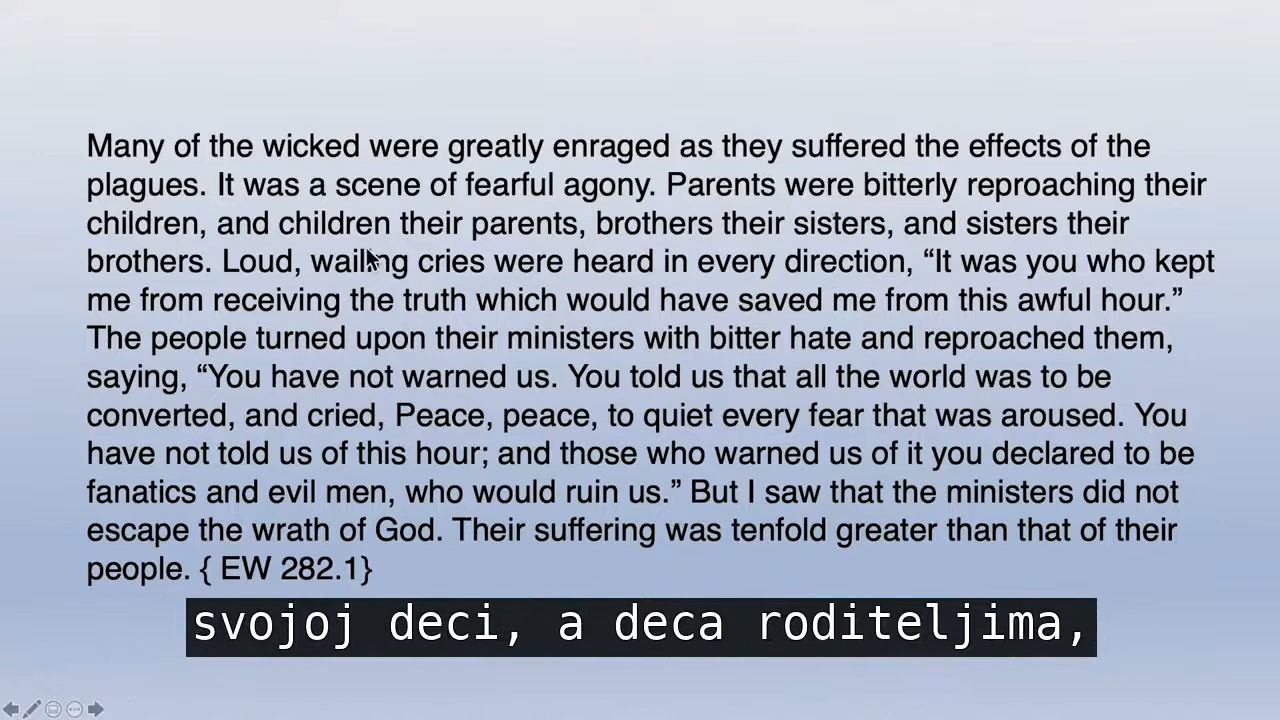 Many of the wicked were greatly enraged as they suffered the effects of the
plagues. It was a scene of fearful agony. Parents were bitterly reproaching their
children, and children their parents, brothers their sisters, and sisters their
brothers. Loud, wailing cries were heard in every direction, “It was you who kept
me from receiving the truth which would have saved me from this awful hour.”
The people turned upon their ministers with bitter hate and reproached them,
saying, “You have not warned us. You told us that all the world was to be
converted, and cried, Peace, peace, to quiet every fear that was aroused. You
have not told us of this hour; and those who warned us of it you declared to be
fanatics and evil men, who would ruin us.” But I saw that the ministers did not
escape the wrath of God. Their suffering was tenfold greater than that of their
people. { EW 282.1}
svojoj deci, a deca roditeljima,